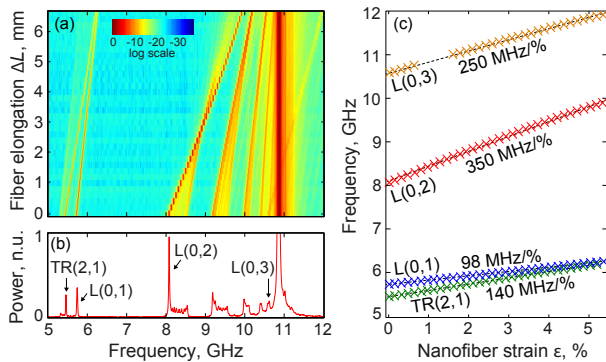 (a)
0 -10 -20 -30
log scale
Fiber elongation ΔL, mm
6
5
4
3
2
1
0
(b)
1
0
Power, n.u.
TR(2,1)
L(0,1)
L(0,2)
L(0,3)
5 6 7 8 9 10 11 12
Frequency, GHz
(c)
12
11
10
9
8
7
6
5
Frequency, GHz
L(0,3)
250 MHz/%
L(0,2)
350 MHz/%
L(0,1)
98 MHz/%
TR(2,1)
140 MHz/%
0 1 2 3 4 5
Nanofiber strain ε, %